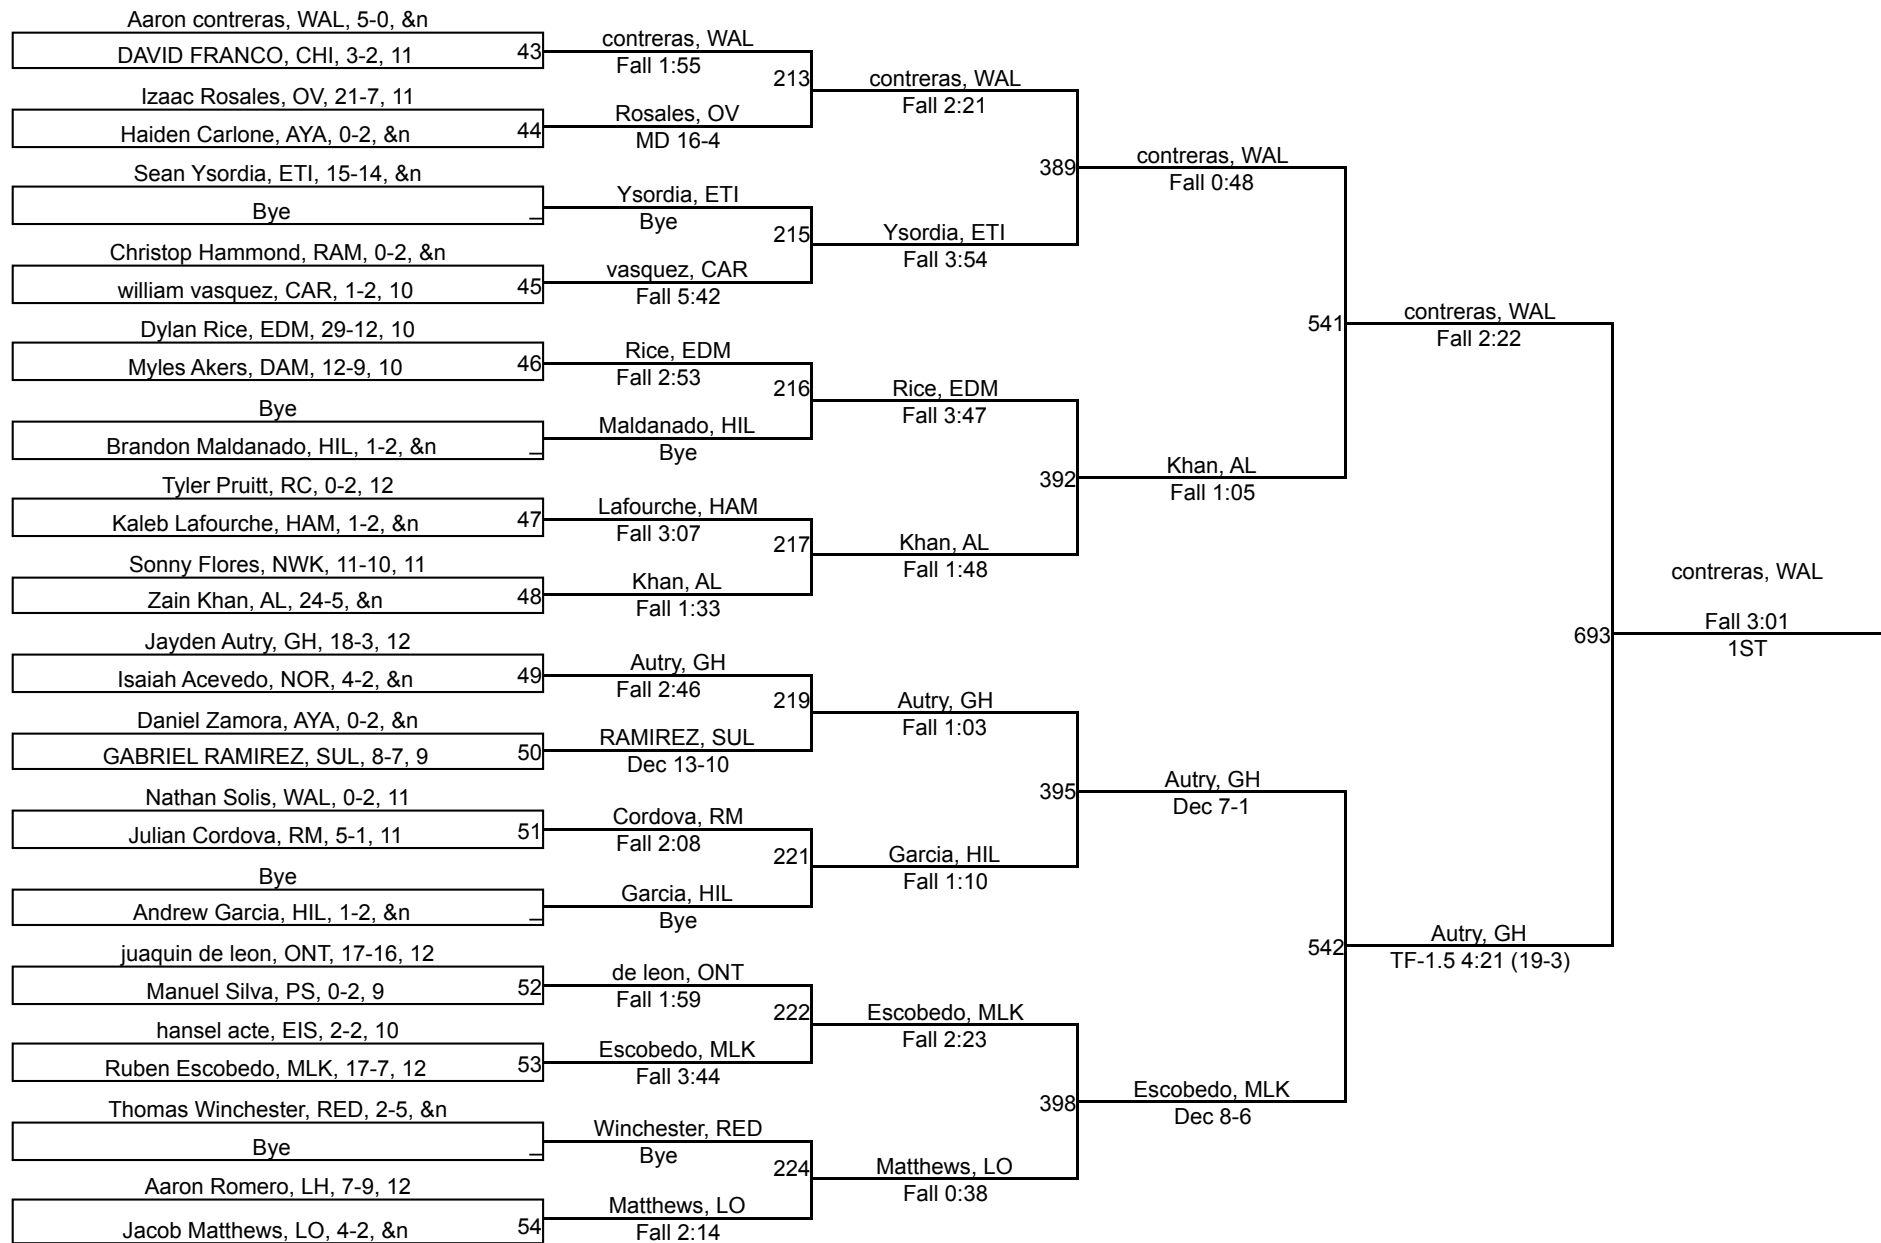 Aaron contreras, WAL, 5-0, &n
DAVID FRANCO, CHI, 3-2, 11
43
Izaac Rosales, OV, 21-7, 11
Haiden Carlone, AYA, 0-2, &n
44
Sean Ysordia, ETI, 15-14, &n
Bye
_
Christop Hammond, RAM, 0-2, &n
william vasquez, CAR, 1-2, 10
45
Dylan Rice, EDM, 29-12, 10
Myles Akers, DAM, 12-9, 10
46
Bye
Brandon Maldanado, HIL, 1-2, &n
_
Tyler Pruitt, RC, 0-2, 12
Kaleb Lafourche, HAM, 1-2, &n
47
Sonny Flores, NWK, 11-10, 11
Zain Khan, AL, 24-5, &n
48
Jayden Autry, GH, 18-3, 12
Isaiah Acevedo, NOR, 4-2, &n
49
Daniel Zamora, AYA, 0-2, &n
GABRIEL RAMIREZ, SUL, 8-7, 9
50
Nathan Solis, WAL, 0-2, 11
Julian Cordova, RM, 5-1, 11
51
Bye
Andrew Garcia, HIL, 1-2, &n
_
juaquin de leon, ONT, 17-16, 12
Manuel Silva, PS, 0-2, 9
52
hansel acte, EIS, 2-2, 10
Ruben Escobedo, MLK, 17-7, 12
53
Thomas Winchester, RED, 2-5, &n
Bye
_
Aaron Romero, LH, 7-9, 12
Jacob Matthews, LO, 4-2, &n
54
contreras, WAL
Fall 1:55
213
Rosales, OV
MD 16-4
Ysordia, ETI
Bye
215
vasquez, CAR
Fall 5:42
Rice, EDM
Fall 2:53
216
Maldanado, HIL
Bye
Lafourche, HAM
Fall 3:07
217
Khan, AL
Fall 1:33
Autry, GH
Fall 2:46
219
RAMIREZ, SUL
Dec 13-10
Cordova, RM
Fall 2:08
221
Garcia, HIL
Bye
de leon, ONT
Fall 1:59
222
Escobedo, MLK
Fall 3:44
Winchester, RED
Bye
224
Matthews, LO
Fall 2:14
contreras, WAL
Fall 2:21
389
Ysordia, ETI
Fall 3:54
Rice, EDM
Fall 3:47
392
Khan, AL
Fall 1:48
Autry, GH
Fall 1:03
395
Garcia, HIL
Fall 1:10
Escobedo, MLK
Fall 2:23
398
Matthews, LO
Fall 0:38
contreras, WAL
Fall 0:48
541
Khan, AL
Fall 1:05
Autry, GH
Dec 7-1
542
Escobedo, MLK
Dec 8-6
contreras, WAL
Fall 2:22
693
Autry, GH
TF-1.5 4:21 (19-3)
contreras, WAL
Fall 3:01
1ST